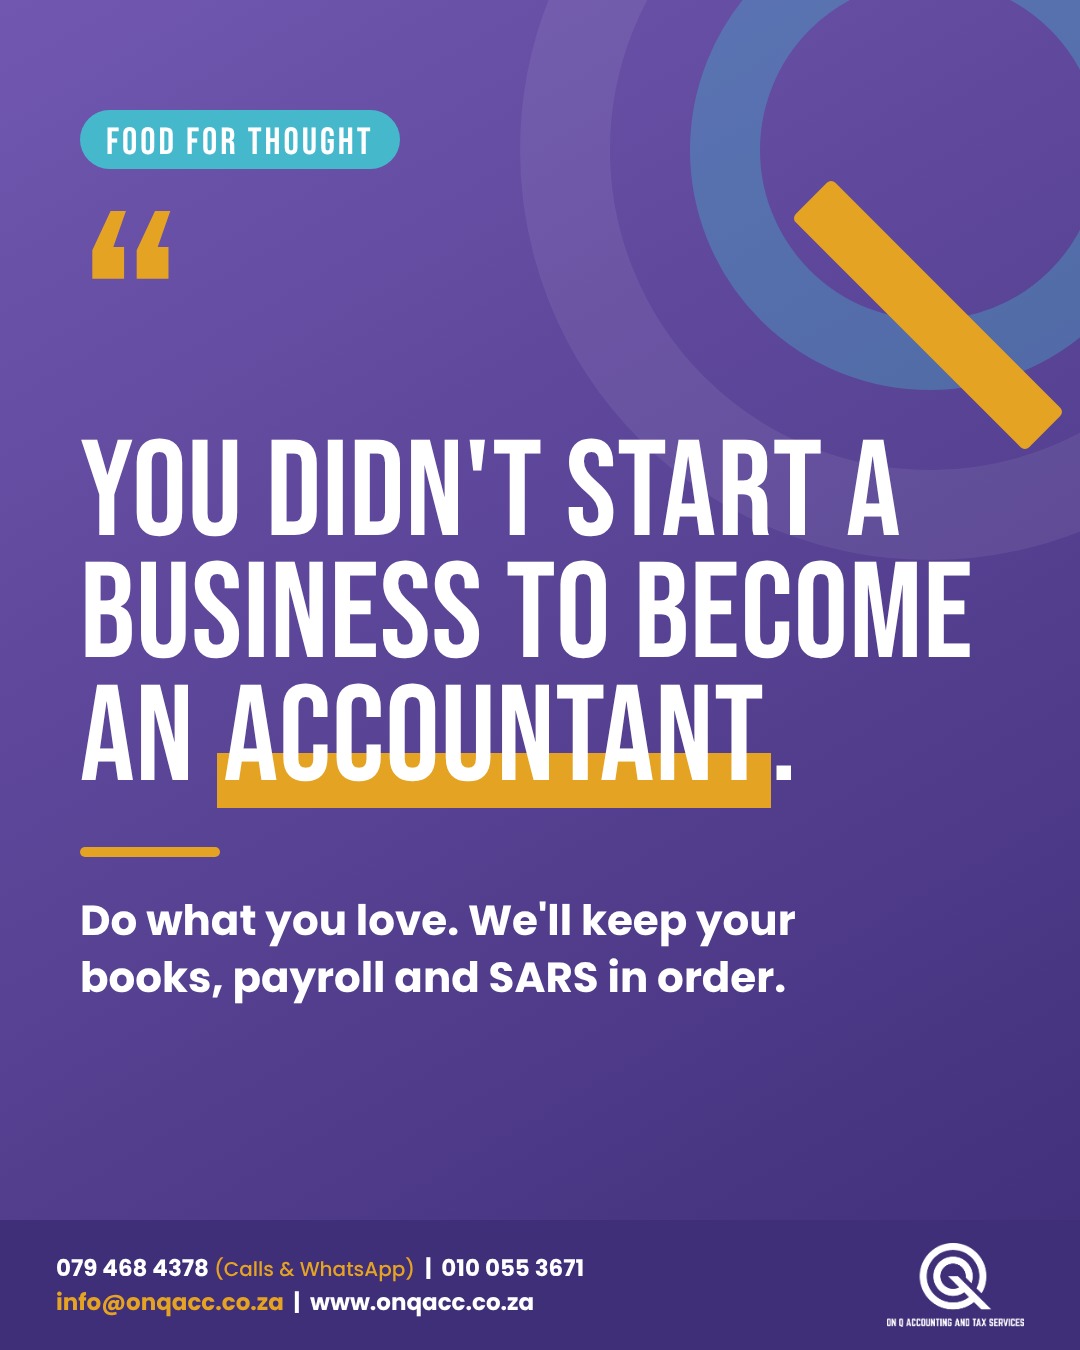 FOOD FOR THOUGHT
“
YOU DIDN'T START A
BUSINESS TO BECOME
AN ACCOUNTANT.
Do what you love. We'll keep your
books, payroll and SARS in order.
079 468 4378 (Calls & WhatsApp) | 010 055 3671
info@onqacc.co.za | www.onqacc.co.za
ON Q ACCOUNTING AND TAX SERVICES